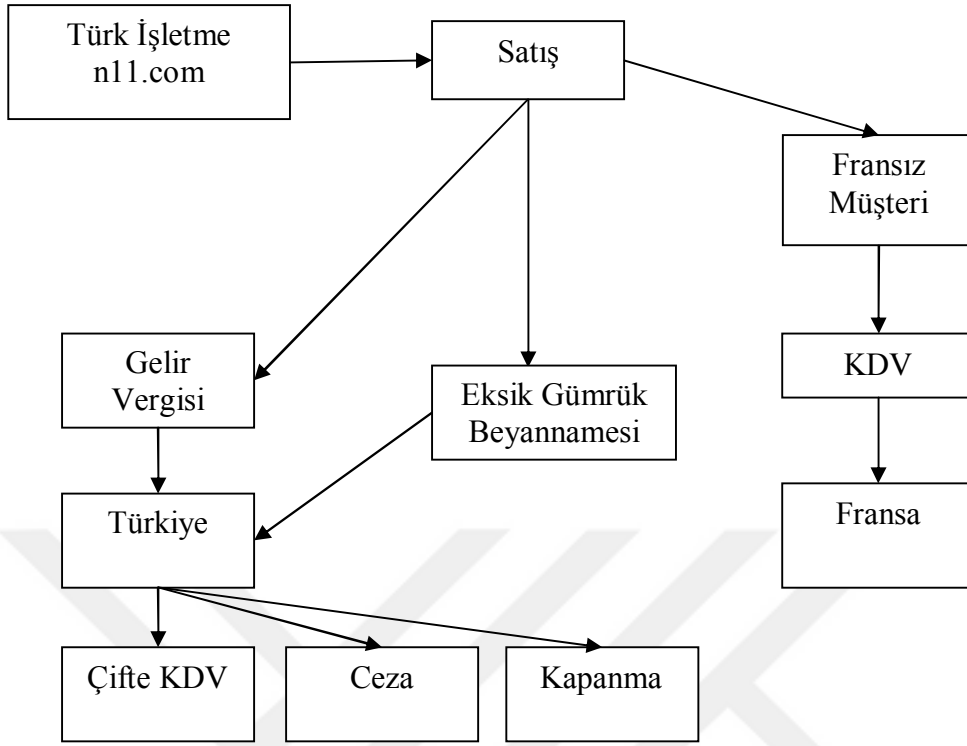 Türk İşletme
n11.com
Satış
Fransız
Müşteri
Gelir
Vergisi
Eksik Gümrük
Beyannamesi
KDV
Türkiye
Fransa
Çifte KDV
Ceza
Kapanma